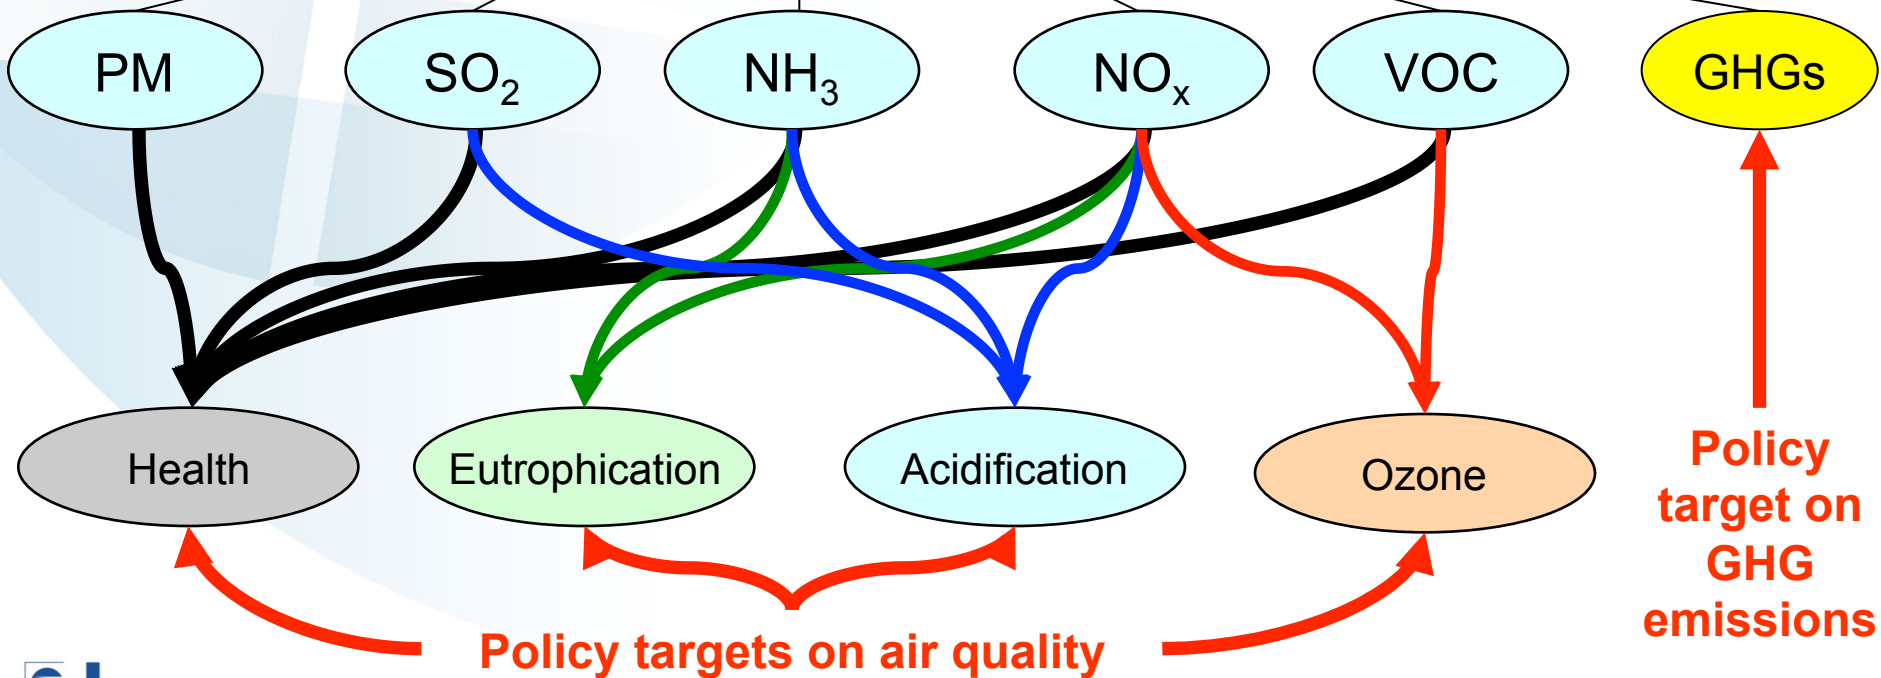 PM
SO₂
NH₃
NOₓ
VOC
GHGs
Health
Eutrophication
Acidification
Ozone
Policy
target on
GHG
emissions
Policy targets on air quality